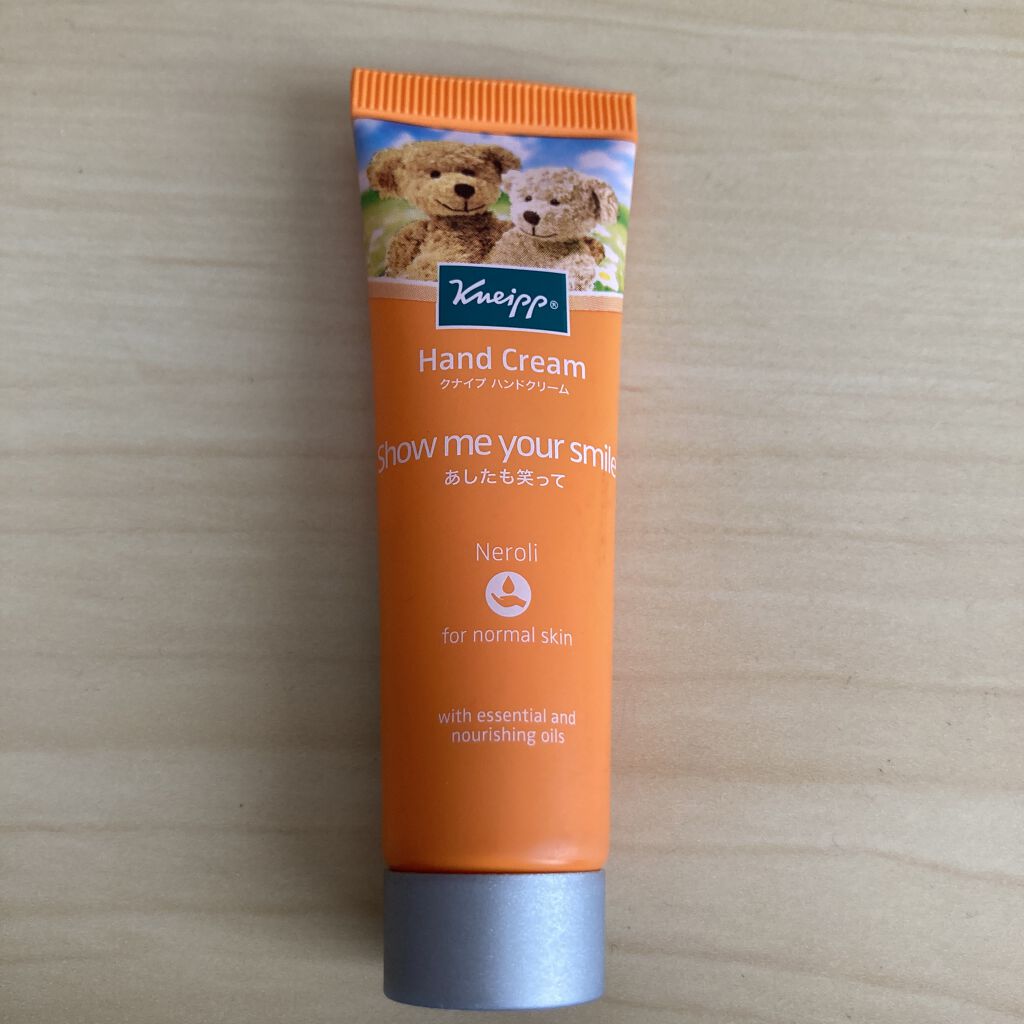 Kneipp®
Hand Cream
クナイプ ハンドクリーム
Show me your smile
あしたも笑って
Neroli
for normal skin
with essential and
nourishing oils